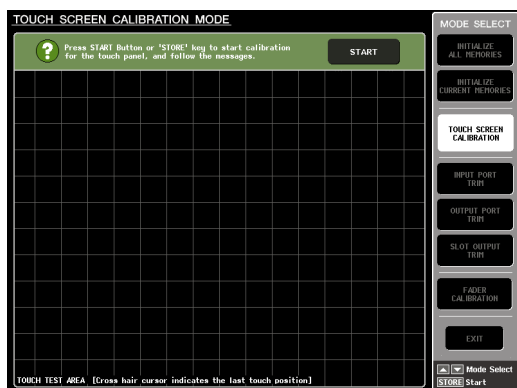 TOUCH SCREEN CALIBRATION MODE
Press START Button or 'STORE' key to start calibration
for the touch panel, and follow the messages.
START
TOUCH TEST AREA [Cross hair cursor indicates the last touch position]
MODE SELECT
INITIALIZE
ALL MEMORIES
INITIALIZE
CURRENT MEMORIES
TOUCH SCREEN
CALIBRATION
INPUT PORT
TRIM
OUTPUT PORT
TRIM
SLOT OUTPUT
TRIM
FADER
CALIBRATION
EXIT
Mode Select
STORE Start